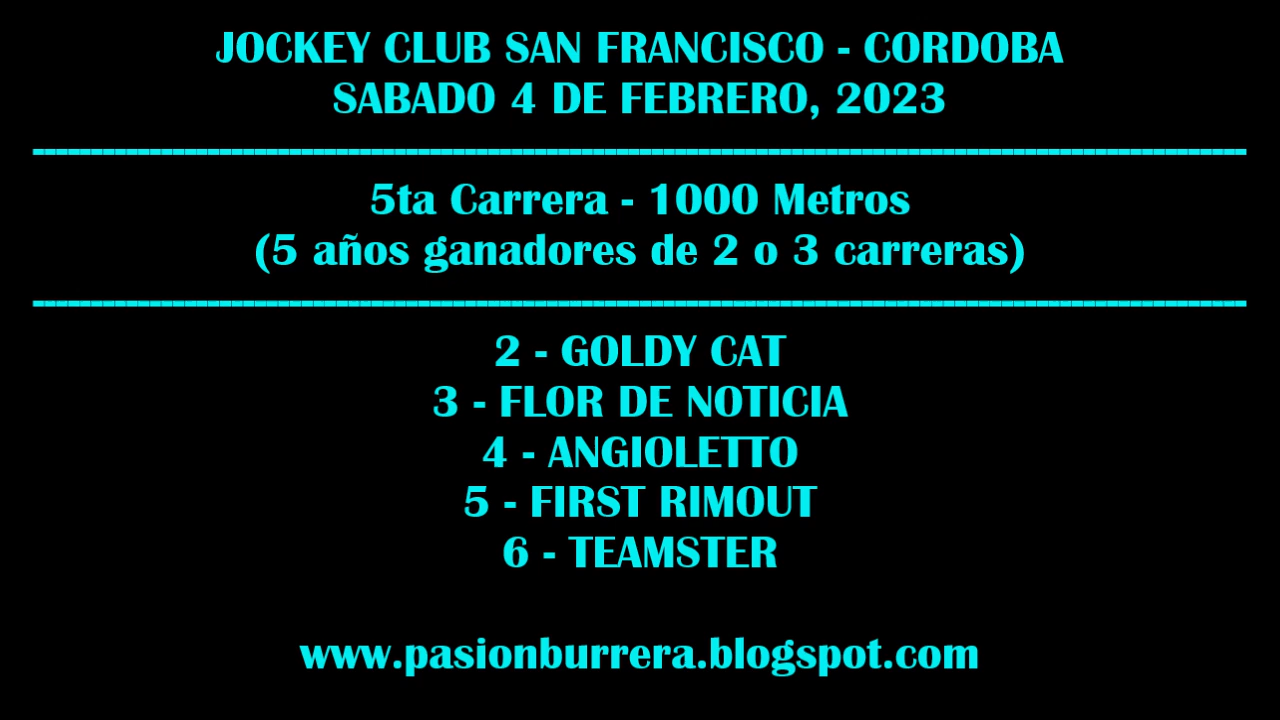 JOCKEY CLUB SAN FRANCISCO - CORDOBA
SABADO 4 DE FEBRERO, 2023
5ta Carrera - 1000 Metros
(5 años ganadores de 2 o 3 carreras)
2 - GOLDY CAT
3 - FLOR DE NOTICIA
4 - ANGIOLETTO
5 - FIRST RIMOUT
6 - TEAMSTER
www.pasionburrera.blogspot.com